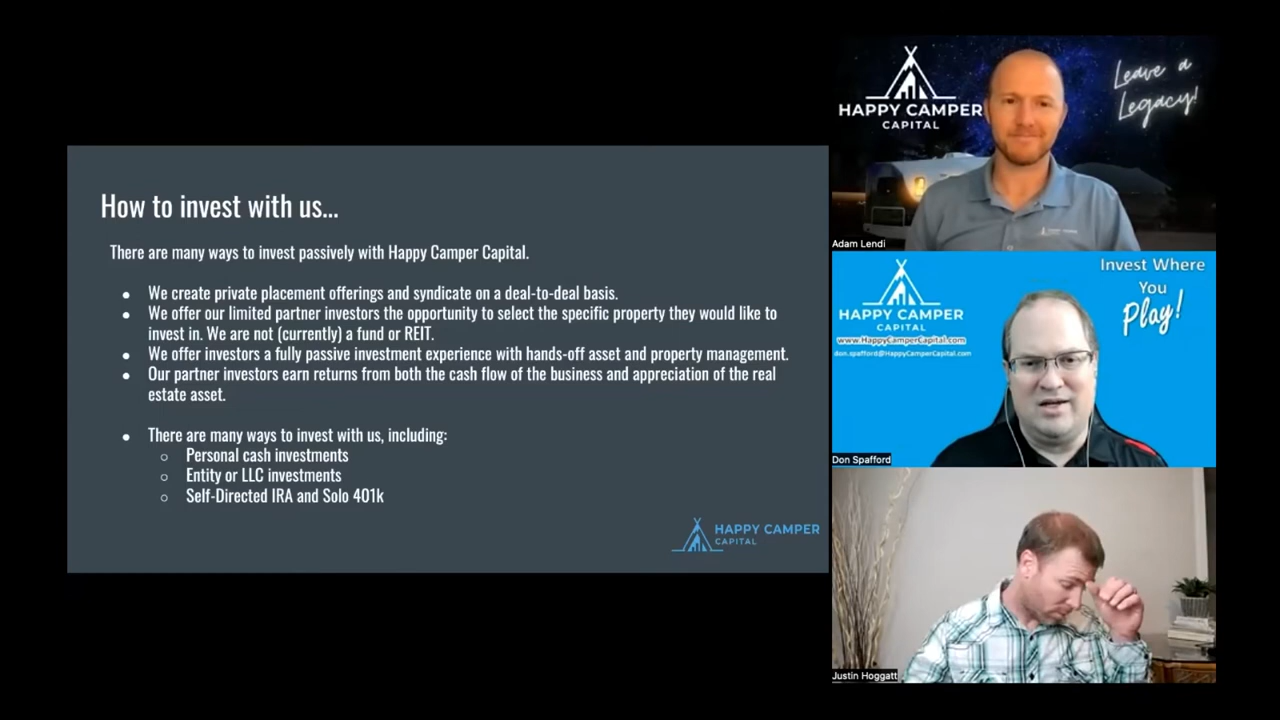 How to invest with us...
There are many ways to invest passively with Happy Camper Capital.
● We create private placement offerings and syndicate on a deal-to-deal basis.
● We offer our limited partner investors the opportunity to select the specific property they would like to
invest in. We are not (currently) a fund or REIT.
● We offer investors a fully passive investment experience with hands-off asset and property management.
● Our partner investors earn returns from both the cash flow of the business and appreciation of the real
estate asset.
● There are many ways to invest with us, including:
○ Personal cash investments
○ Entity or LLC investments
○ Self-Directed IRA and Solo 401k
HAPPY CAMPER
CAPITAL
HAPPY CAMPER
CAPITAL
Leave a
Legacy!
Adam Lendi
HAPPY CAMPER
CAPITAL
www.HappyCamperCapital.com
don.spafford@HappyCamperCapital.com
Invest Where
You
Play!
Don Spafford
Justin Hoggatt